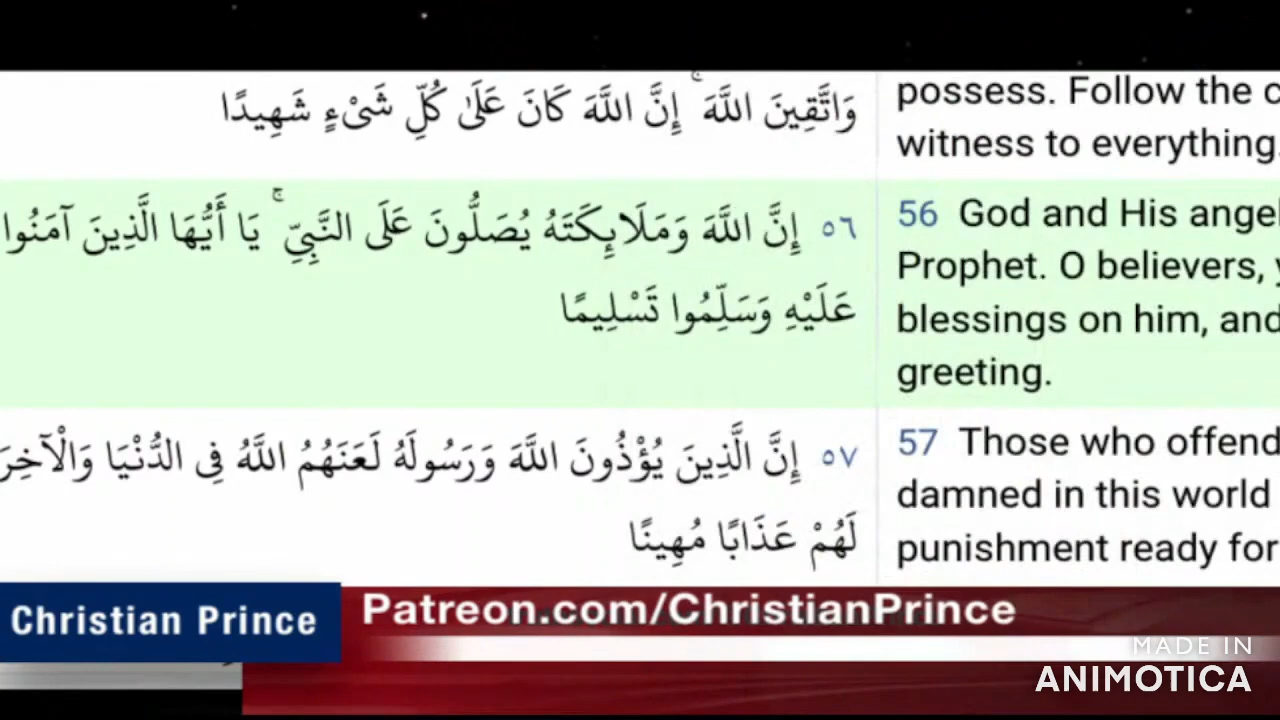 وَاتَّقِينَ اللَّهَ ۚ إِنَّ اللَّهَ كَانَ عَلَىٰ كُلِّ شَىْءٍ شَهِيدًا
possess. Follow the c
witness to everything.
٥٦ إِنَّ اللَّهَ وَمَلَائِكَتَهُ يُصَلُّونَ عَلَى النَّبِيِّ ۚ يَا أَيُّهَا الَّذِينَ آمَنُوا
عَلَيْهِ وَسَلِّمُوا تَسْلِيمًا
56 God and His angel
Prophet. O believers, y
blessings on him, and
greeting.
٥٧ إِنَّ الَّذِينَ يُؤْذُونَ اللَّهَ وَرَسُولَهُ لَعَنَهُمُ اللَّهُ فِى الدُّنْيَا وَالْآخِرَ
لَهُمْ عَذَابًا مُهِينًا
57 Those who offend
damned in this world
punishment ready for
Christian Prince
Patreon.com/ChristianPrince
MADE IN
ANIMOTICA